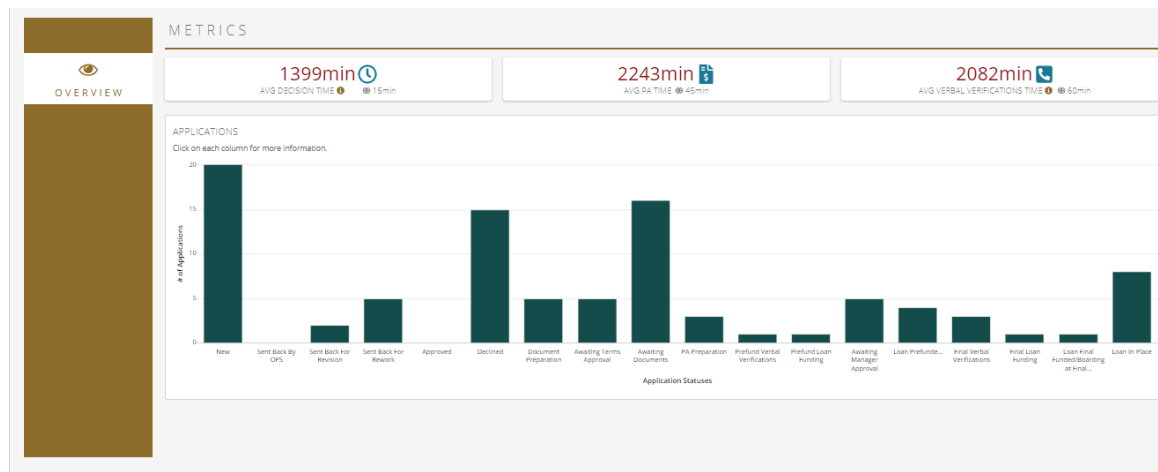 METRICS
OVERVIEW
1399min
AVG DECISION TIME 15min
2243min
AVG PA TIME 45min
2082min
AVG VERBAL VERIFICATIONS TIME 60min
APPLICATIONS
Click on each column for more information.
# of Applications
20
15
10
5
0
New
Sent Back By
OPS
Sent Back For
Revision
Sent Back For
Rework
Approved
Declined
Document
Preparation
Awaiting Terms
Approval
Awaiting
Documents
PA Preparation
Prefund Verbal
Verifications
Prefund Loan
Funding
Awaiting
Manager
Approval
Loan Prefunde...
Final Verbal
Verifications
Final Loan
Funding
Loan Final
Funded/Boarding
at Final...
Loan In Place
Application Statuses